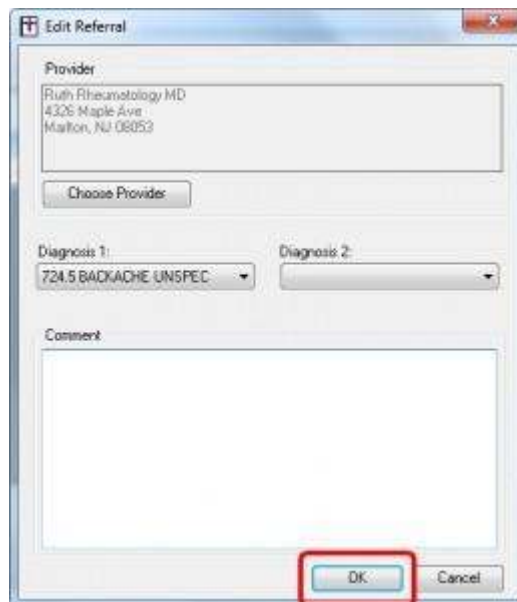 Edit Referral
Provider
Ruth Rheumatology MD
4326 Maple Ave
Marlton, NJ 08053
Choose Provider
Diagnosis 1:
Diagnosis 2:
724.5 BACKACHE UNSPEC
Comment
OK
Cancel